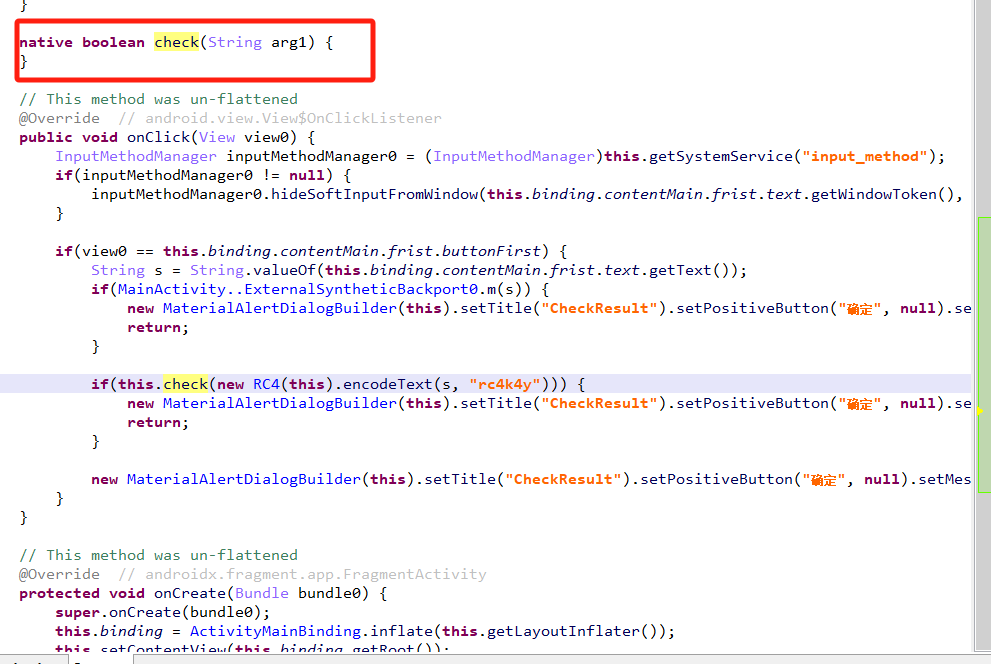 }
native boolean check(String arg1) {
}
// This method was un-flattened
@Override  // android.view.View$OnClickListener
public void onClick(View view0) {
    InputMethodManager inputMethodManager0 = (InputMethodManager)this.getSystemService("input_method");
    if(inputMethodManager0 != null) {
        inputMethodManager0.hideSoftInputFromWindow(this.binding.contentMain.frist.text.getWindowToken(),
    }
    if(view0 == this.binding.contentMain.frist.buttonFirst) {
        String s = String.valueOf(this.binding.contentMain.frist.text.getText());
        if(MainActivity..ExternalSyntheticBackport0.m(s)) {
            new MaterialAlertDialogBuilder(this).setTitle("CheckResult").setPositiveButton("确定", null).se
            return;
        }
        if(this.check(new RC4(this).encodeText(s, "rc4k4y"))) {
            new MaterialAlertDialogBuilder(this).setTitle("CheckResult").setPositiveButton("确定", null).se
            return;
        }
        new MaterialAlertDialogBuilder(this).setTitle("CheckResult").setPositiveButton("确定", null).setMes
    }
}
// This method was un-flattened
@Override  // androidx.fragment.app.FragmentActivity
protected void onCreate(Bundle bundle0) {
    super.onCreate(bundle0);
    this.binding = ActivityMainBinding.inflate(this.getLayoutInflater());
    this.setContentView(this.binding.getRoot());